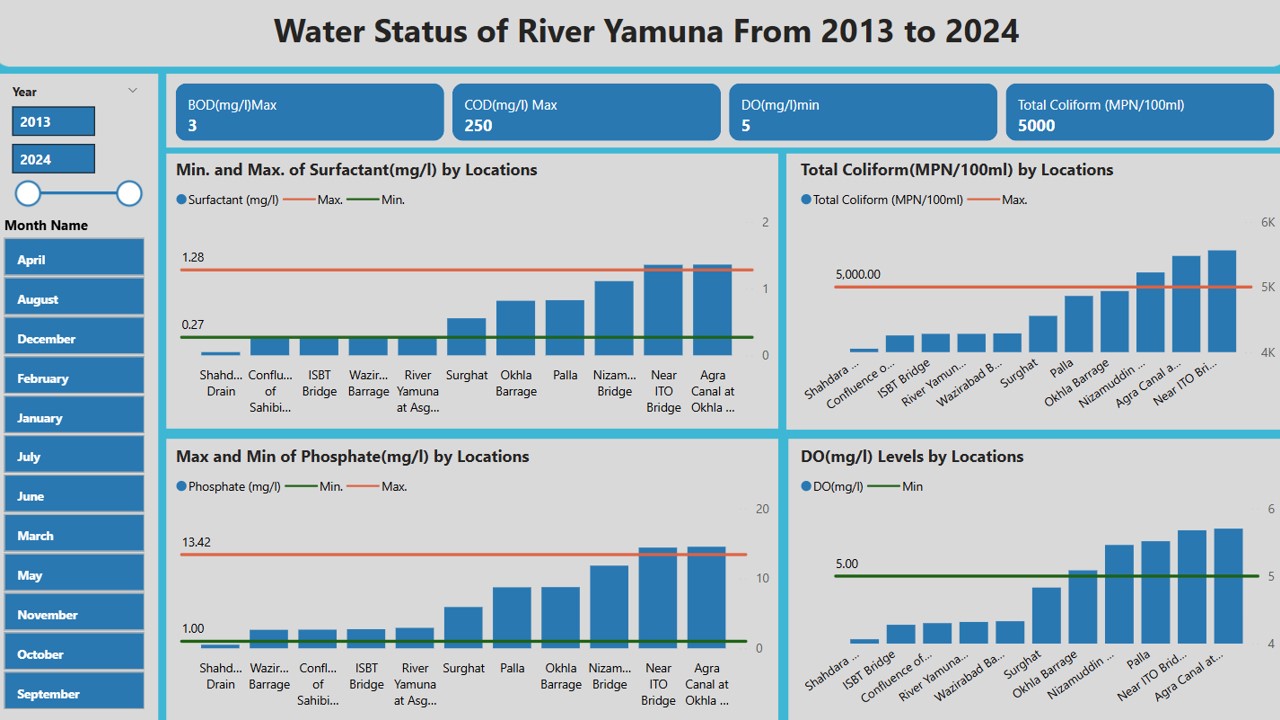 Water Status of River Yamuna From 2013 to 2024
Year
2013
2024
Month Name
April
August
December
February
January
July
June
March
May
November
October
September
BOD(mg/l)Max
3
COD(mg/l) Max
250
DO(mg/l)min
5
Total Coliform (MPN/100ml)
5000
Min. and Max. of Surfactant(mg/l) by Locations
Surfactant (mg/l) Max. Min.
2
1
0
1.28
0.27
Shahd... Drain
Conflu... of Sahibi...
ISBT Bridge
Wazir... Barrage
River Yamuna at Asg...
Surghat
Okhla Barrage
Palla
Nizam... Bridge
Near ITO Bridge
Agra Canal at Okhla ...
Total Coliform(MPN/100ml) by Locations
Total Coliform (MPN/100ml) Max.
6K
5K
4K
5,000.00
Shahdara ...
Confluence o...
ISBT Bridge
River Yamun...
Wazirabad B...
Surghat
Palla
Okhla Barrage
Nizamuddin ...
Agra Canal a...
Near ITO Bri...
Max and Min of Phosphate(mg/l) by Locations
Phosphate (mg/l) Min. Max.
20
10
0
13.42
1.00
Shahd... Drain
Wazir... Barrage
Confl... of Sahibi...
ISBT Bridge
River Yamuna at Asg...
Surghat
Palla
Okhla Barrage
Nizam... Bridge
Near ITO Bridge
Agra Canal at Okhla ...
DO(mg/l) Levels by Locations
DO(mg/l) Min
6
5
4
5.00
Shahdara ...
ISBT Bridge
Confluence of...
River Yamuna...
Wazirabad Ba...
Surghat
Okhla Barrage
Nizamuddin ...
Palla
Near ITO Brid...
Agra Canal at...